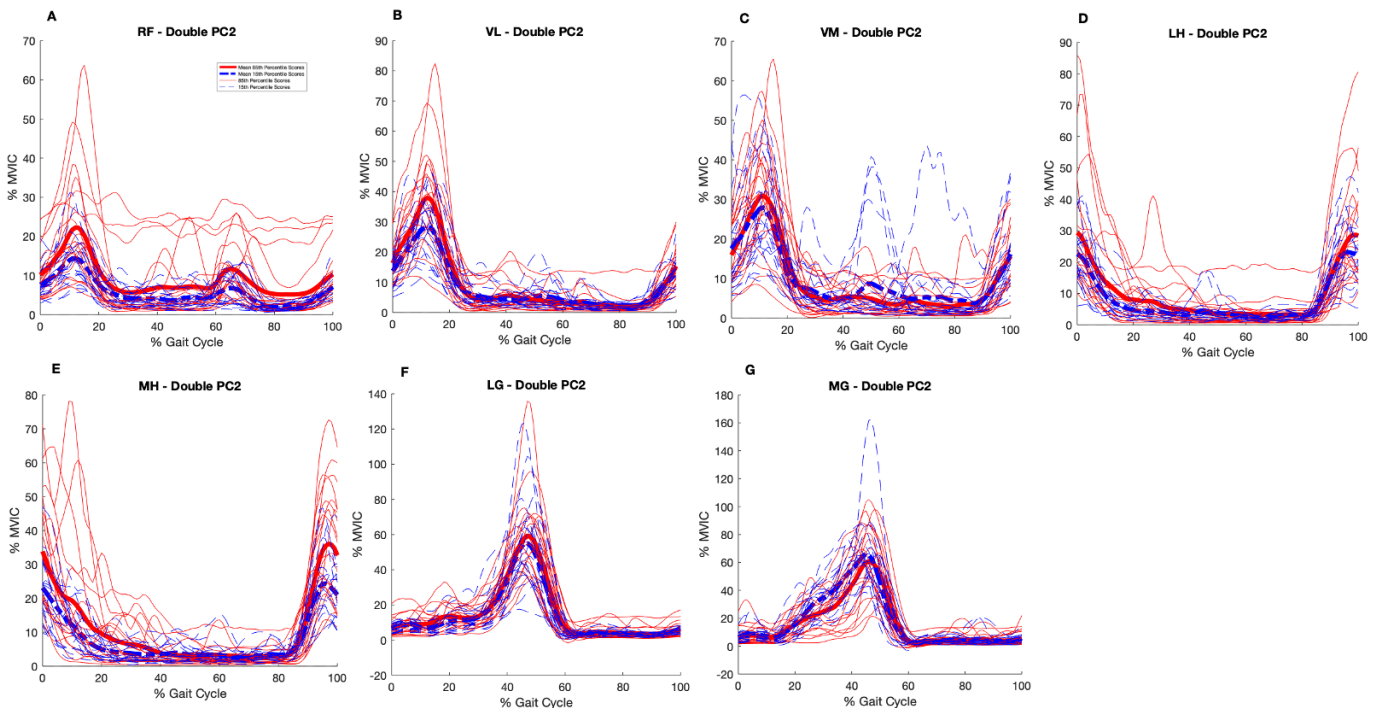 A
RF - Double PC2
70
60
50
40
30
20
10
0
% MVIC
0 20 40 60 80 100
% Gait Cycle
Mean 85th Percentile Scores
Mean 15th Percentile Scores
85th Percentile Scores
15th Percentile Scores
B
VL - Double PC2
90
80
70
60
50
40
30
20
10
0
% MVIC
0 20 40 60 80 100
% Gait Cycle
C
VM - Double PC2
70
60
50
40
30
20
10
0
% MVIC
0 20 40 60 80 100
% Gait Cycle
D
LH - Double PC2
90
80
70
60
50
40
30
20
10
0
% MVIC
0 20 40 60 80 100
% Gait Cycle
E
MH - Double PC2
80
70
60
50
40
30
20
10
0
% MVIC
0 20 40 60 80 100
% Gait Cycle
F
LG - Double PC2
140
120
100
80
60
40
20
0
-20
% MVIC
0 20 40 60 80 100
% Gait Cycle
G
MG - Double PC2
180
160
140
120
100
80
60
40
20
0
-20
% MVIC
0 20 40 60 80 100
% Gait Cycle